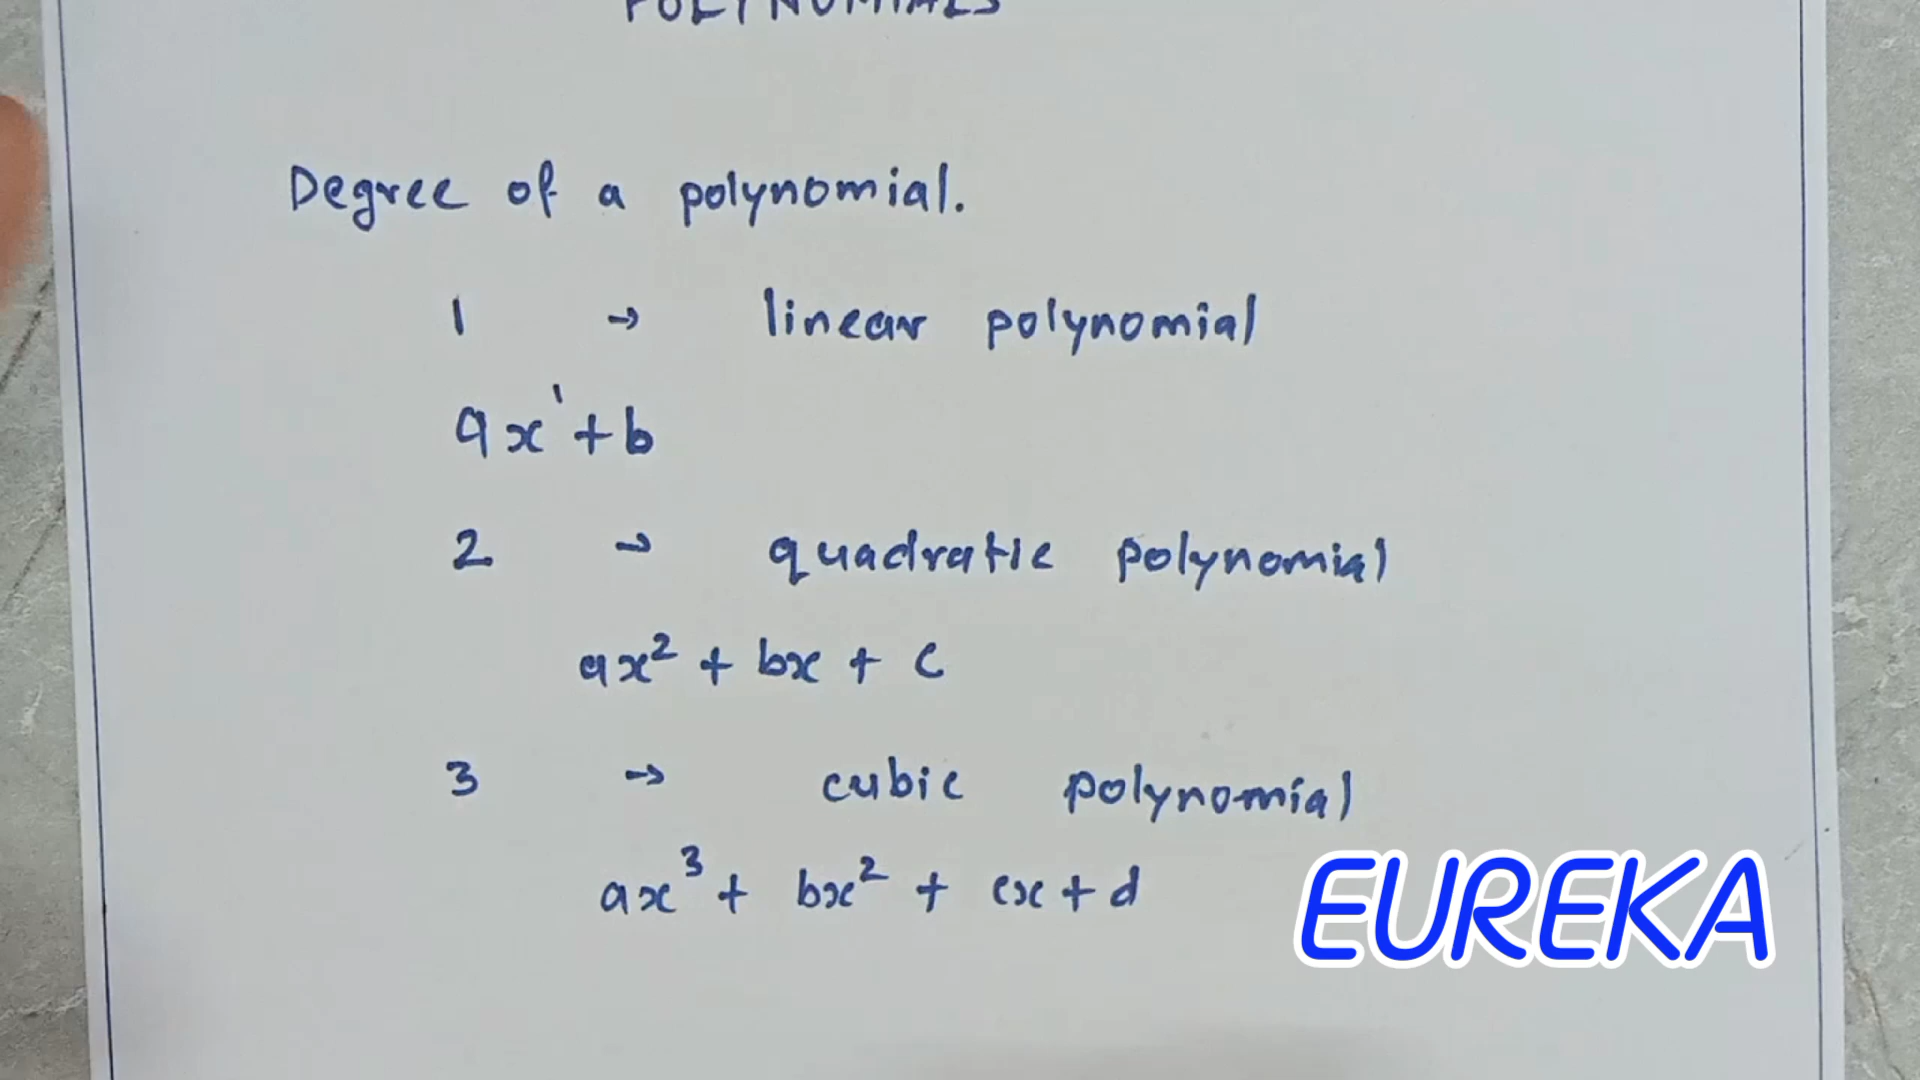 POLYNOMIALS
Degree of a polynomial.
1 → linear polynomial
ax¹ + b
2 → quadratic polynomial
ax² + bx + c
3 → cubic polynomial
ax³ + bx² + cx + d
EUREKA